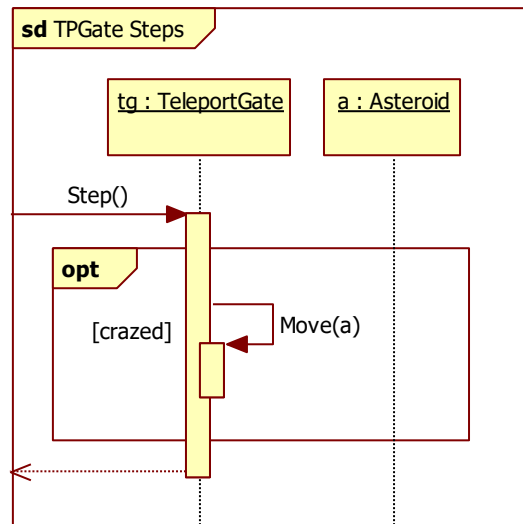 sd TPGate Steps
tg : TeleportGate
a : Asteroid
Step()
opt
[crazed]
Move(a)